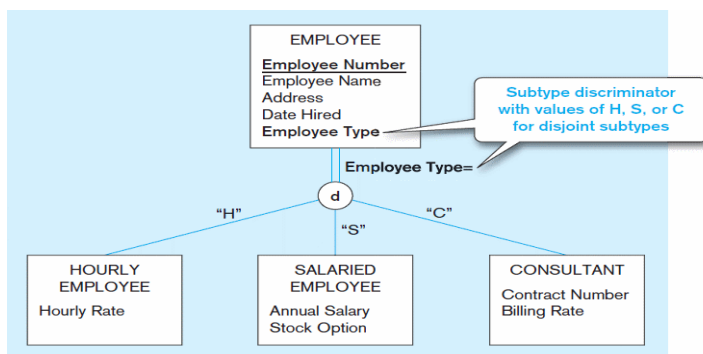 EMPLOYEE
Employee Number
Employee Name
Address
Date Hired
Employee Type
Subtype discriminator
with values of H, S, or C
for disjoint subtypes
Employee Type=
d
“H”
“S”
“C”
HOURLY
EMPLOYEE
Hourly Rate
SALARIED
EMPLOYEE
Annual Salary
Stock Option
CONSULTANT
Contract Number
Billing Rate